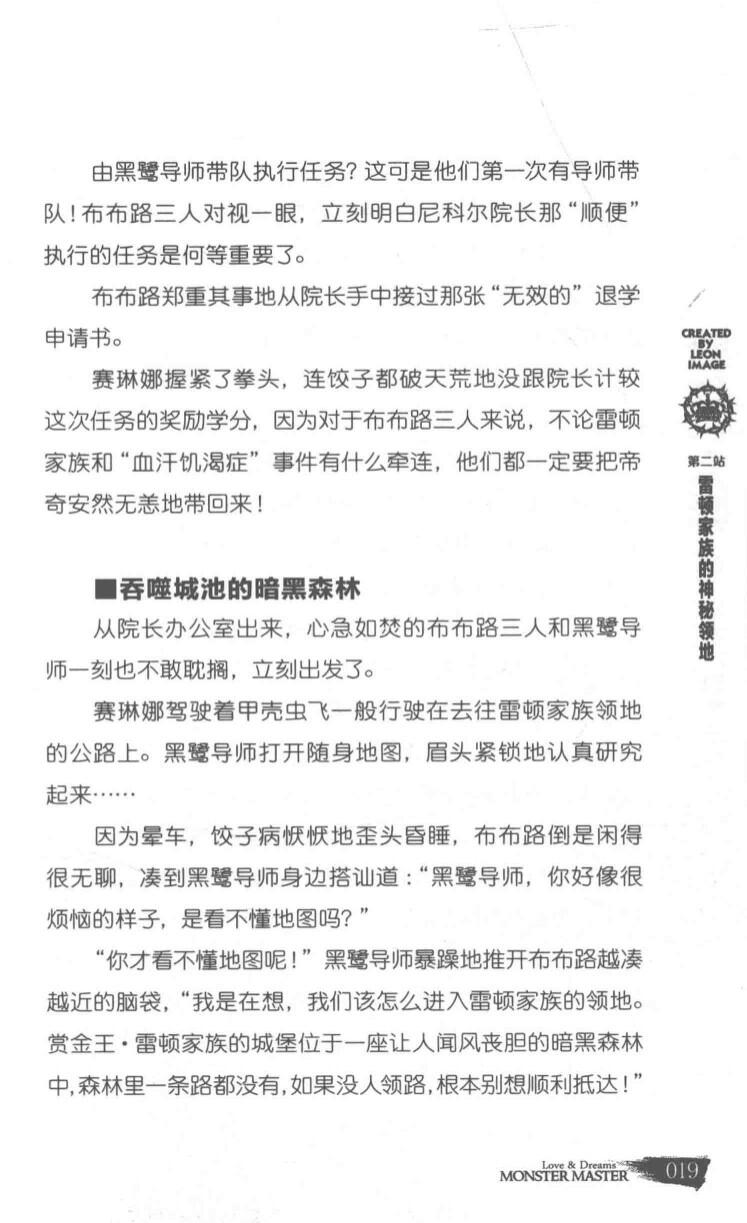 由黑鹭导师带队执行任务？这可是他们第一次有导师带
队！布布路三人对视一眼，立刻明白尼科尔院长那“顺便”
执行的任务是何等重要了。
布布路郑重其事地从院长手中接过那张“无效的”退学
申请书。
赛琳娜握紧了拳头，连饺子都破天荒地没跟院长计较
这次任务的奖励学分，因为对于布布路三人来说，不论雷顿
家族和“血汗饥渴症”事件有什么牵连，他们都一定要把帝
奇安然无恙地带回来！
■吞噬城池的暗黑森林
从院长办公室出来，心急如焚的布布路三人和黑鹭导
师一刻也不敢耽搁，立刻出发了。
赛琳娜驾驶着甲壳虫飞一般行驶在去往雷顿家族领地
的公路上。黑鹭导师打开随身地图，眉头紧锁地认真研究
起来……
因为晕车，饺子病恹恹地歪头昏睡，布布路倒是闲得
很无聊，凑到黑鹭导师身边搭讪道：“黑鹭导师，你好像很
烦恼的样子，是看不懂地图吗？”
“你才看不懂地图呢！”黑鹭导师暴躁地推开布布路越凑
越近的脑袋，“我是在想，我们该怎么进入雷顿家族的领地。
赏金王·雷顿家族的城堡位于一座让人闻风丧胆的暗黑森林
中，森林里一条路都没有，如果没人领路，根本别想顺利抵达！”
CREATED
BY
LEON
IMAGE
第二站
雷顿家族的神秘领地
Love & Dreams
MONSTER MASTER
019